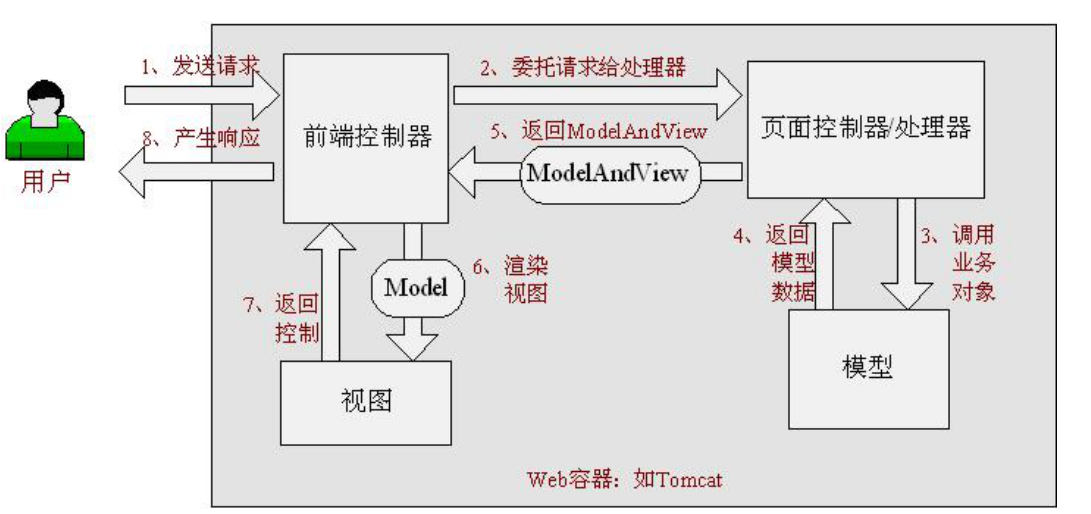 1、发送请求
2、委托请求给处理器
8、产生响应
前端控制器
5、返回ModelAndView
页面控制器/处理器
ModelAndView
用户
4、返回
模型
数据
3、调用
业务
对象
6、渲染
视图
Model
7、返回
控制
视图
模型
Web容器：如Tomcat